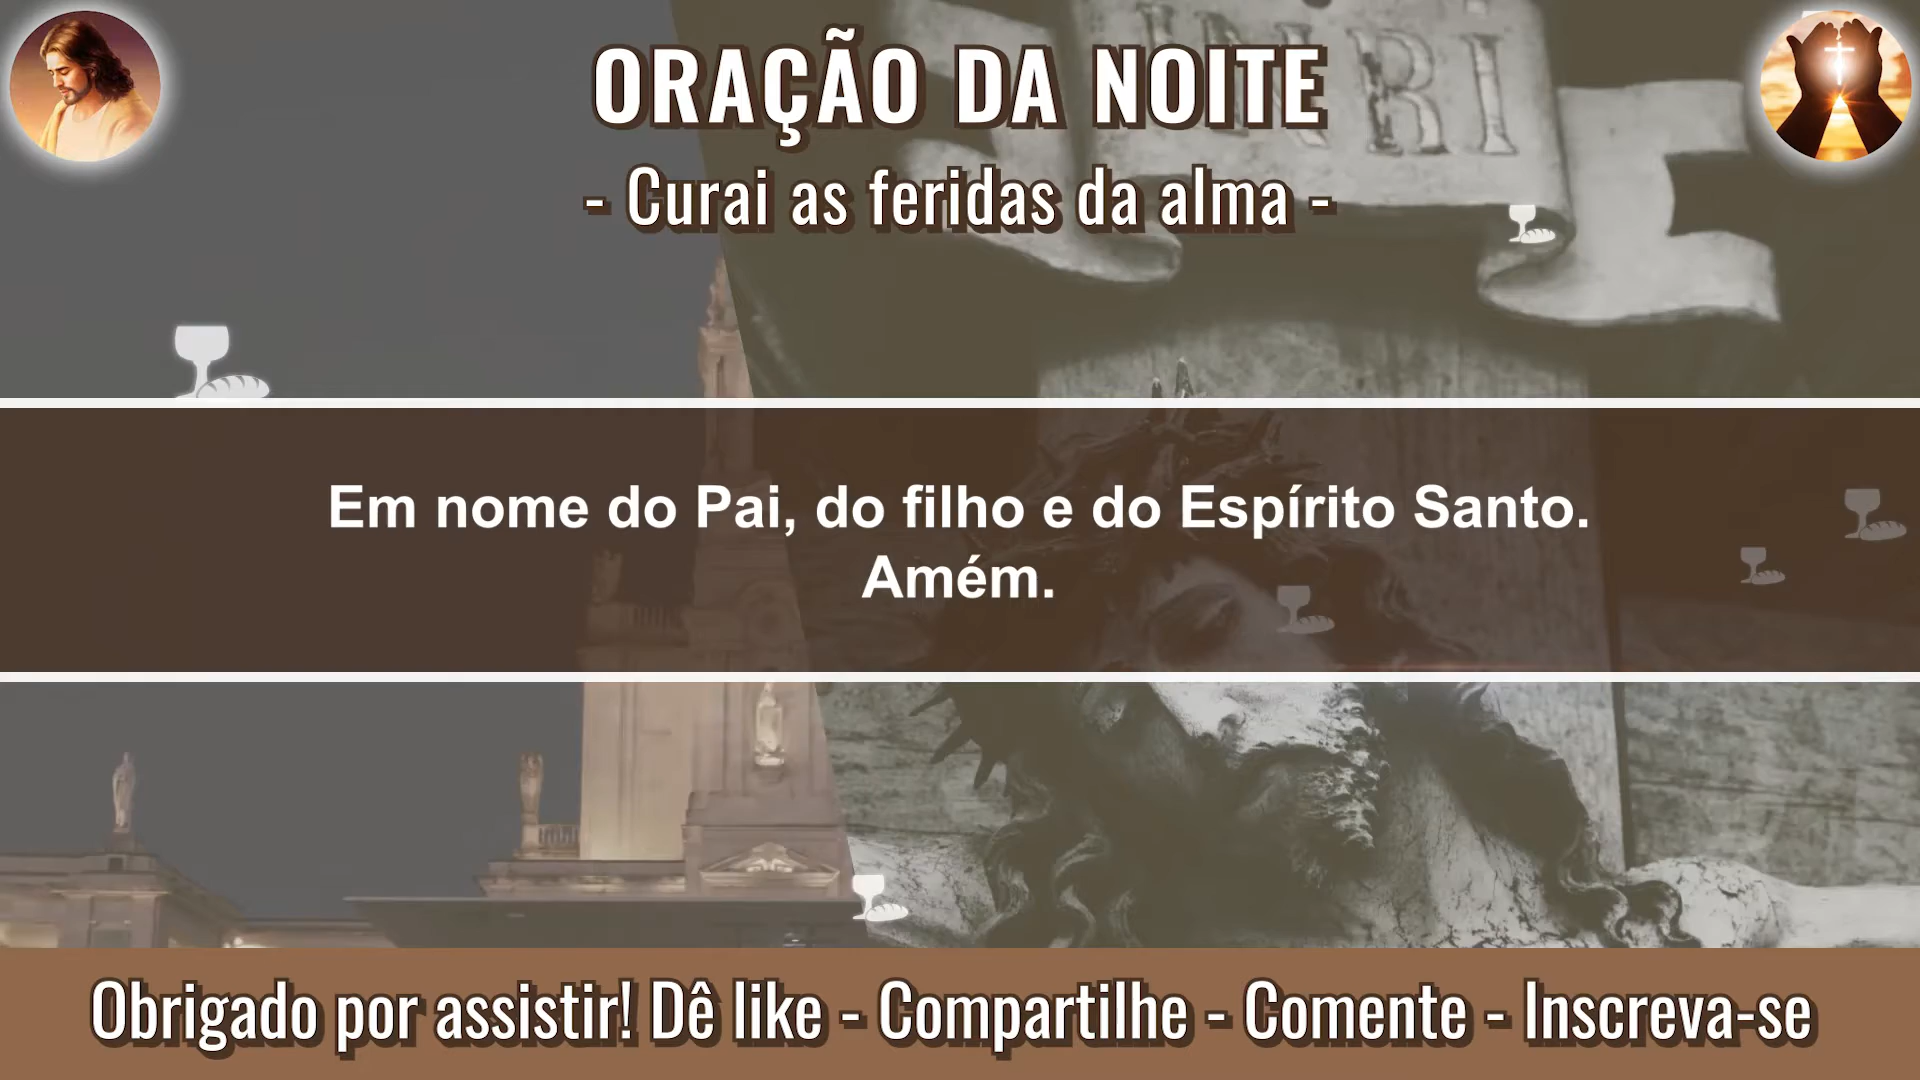 INRI
ORAÇÃO DA NOITE
- Curai as feridas da alma -
Em nome do Pai, do filho e do Espírito Santo.
Amém.
Obrigado por assistir! Dê like - Compartilhe - Comente - Inscreva-se